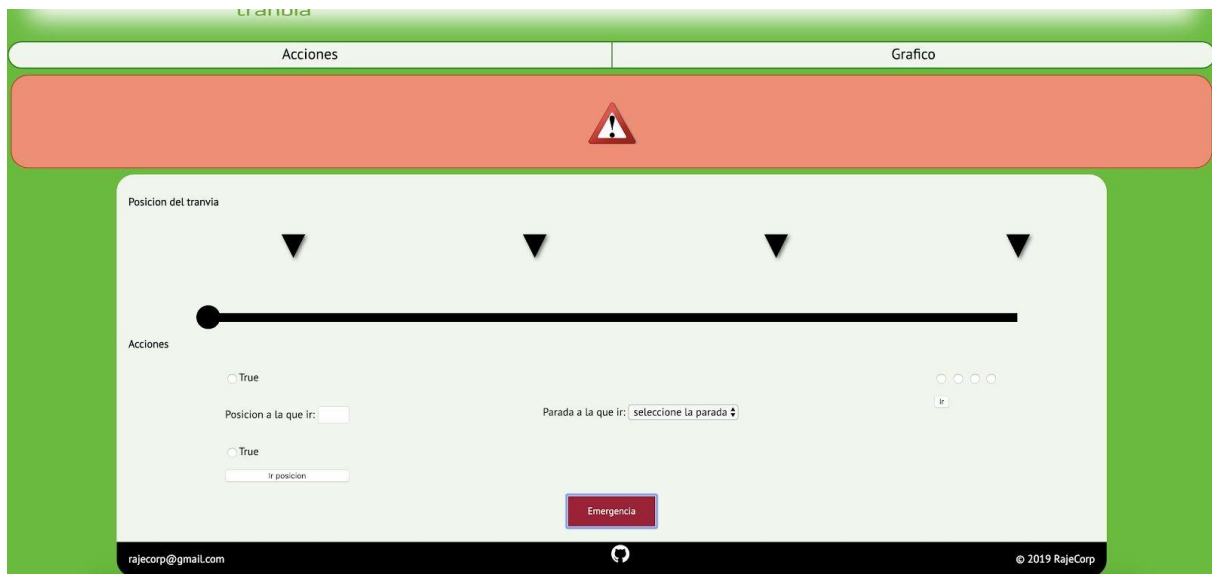 tranbia
Acciones
Grafico
Posicion del tranvia
Acciones
True
Posicion a la que ir:
Parada a la que ir: seleccione la parada
Ir
True
Ir posicion
Emergencia
rajecorp@gmail.com
© 2019 RajeCorp